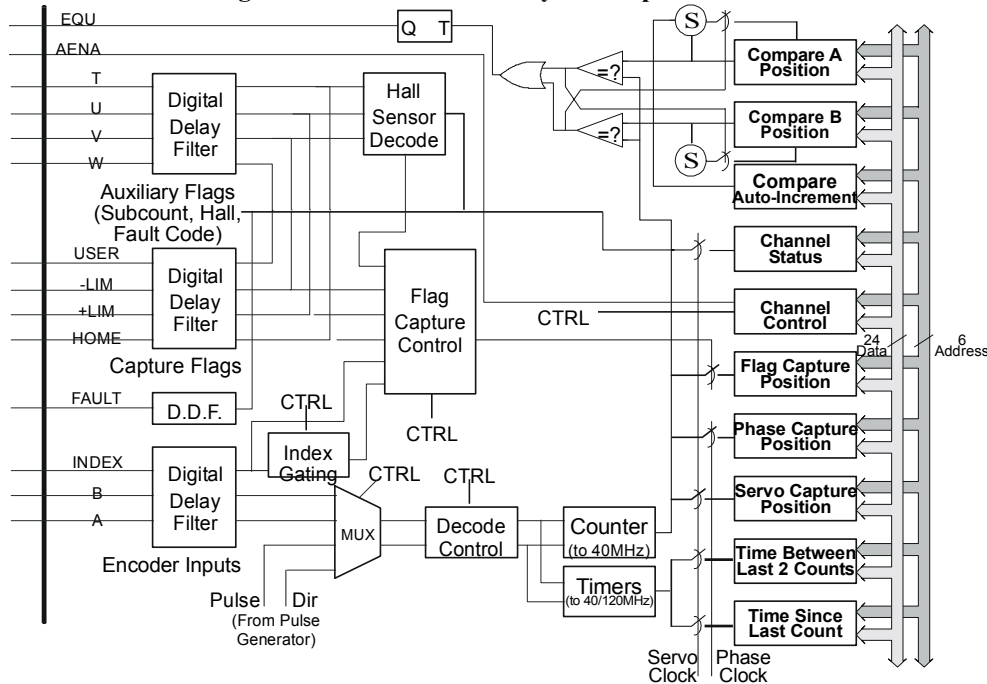 EQU
Q T
AENA
S
=?
Compare A
Position
T
U
V
W
Digital
Delay
Filter
Hall
Sensor
Decode
=?
S
Compare B
Position
Auxiliary Flags
(Subcount, Hall,
Fault Code)
Compare
Auto-Increment
USER
-LIM
+LIM
HOME
Digital
Delay
Filter
Capture Flags
Flag
Capture
Control
CTRL
Channel
Status
CTRL
Channel
Control
24
Data
6
Address
Flag Capture
Position
FAULT
D.D.F.
CTRL
Index
Gating
Phase Capture
Position
INDEX
B
A
Digital
Delay
Filter
Encoder Inputs
CTRL
MUX
CTRL
Decode
Control
Counter
(to 40MHz)
Servo Capture
Position
Timers
(to 40/120MHz)
Time Between
Last 2 Counts
Pulse Dir
(From Pulse
Generator)
Time Since
Last Count
Servo
Clock
Phase
Clock